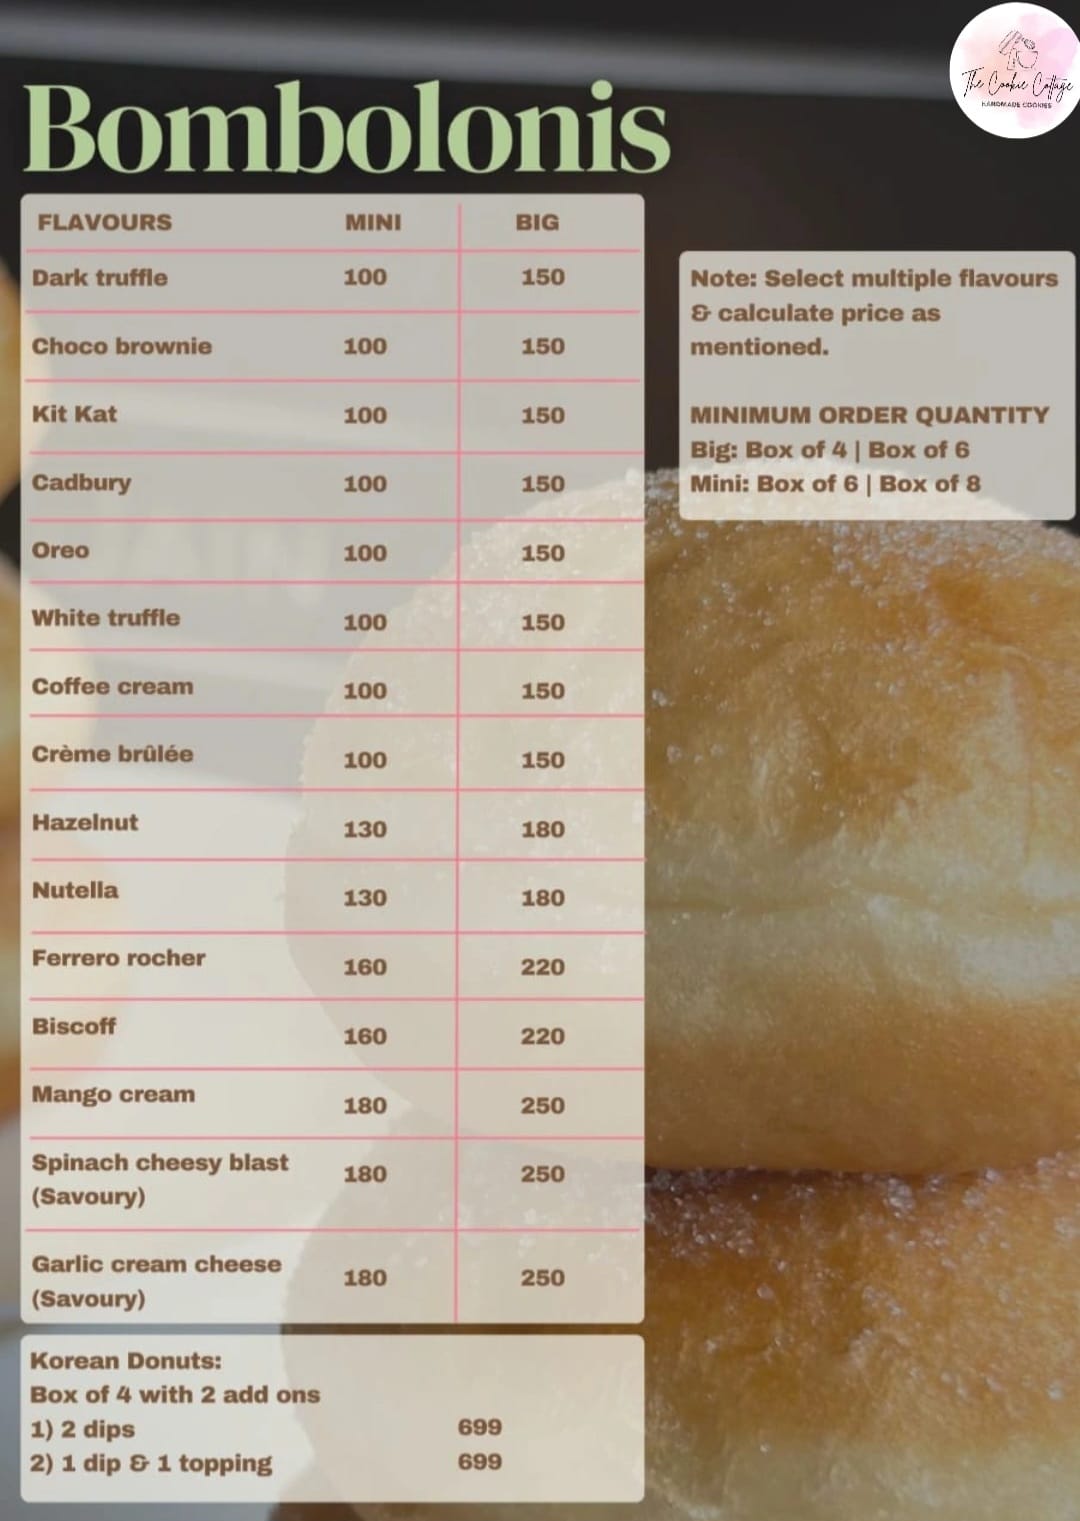 The Cookie Cottage
HANDMADE COOKIES
Bombolonis
FLAVOURS MINI BIG
Dark truffle 100 150
Choco brownie 100 150
Kit Kat 100 150
Cadbury 100 150
Oreo 100 150
White truffle 100 150
Coffee cream 100 150
Crème brûlée 100 150
Hazelnut 130 180
Nutella 130 180
Ferrero rocher 160 220
Biscoff 160 220
Mango cream 180 250
Spinach cheesy blast 180 250
(Savoury)
Garlic cream cheese 180 250
(Savoury)
Note: Select multiple flavours
& calculate price as
mentioned.
MINIMUM ORDER QUANTITY
Big: Box of 4 | Box of 6
Mini: Box of 6 | Box of 8
Korean Donuts:
Box of 4 with 2 add ons
1) 2 dips 699
2) 1 dip & 1 topping 699